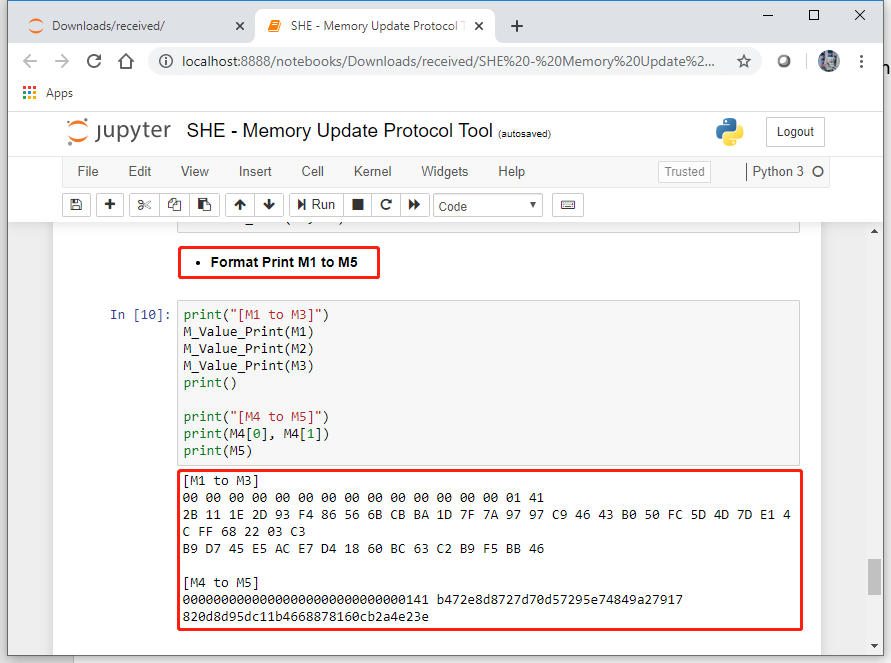 Downloads/received/
SHE - Memory Update Protocol T
localhost:8888/notebooks/Downloads/received/SHE%20-%20Memory%20Update%2...
Apps
jupyter SHE - Memory Update Protocol Tool (autosaved)
Logout
File Edit View Insert Cell Kernel Widgets Help
Trusted
Python 3
Run
Code
• Format Print M1 to M5
In [10]:
print("[M1 to M3]")
M_Value_Print(M1)
M_Value_Print(M2)
M_Value_Print(M3)
print()
print("[M4 to M5]")
print(M4[0], M4[1])
print(M5)
[M1 to M3]
00 00 00 00 00 00 00 00 00 00 00 00 00 00 01 41
2B 11 1E 2D 93 F4 86 56 6B CB BA 1D 7F 7A 97 97 C9 46 43 B0 50 FC 5D 4D 7D E1 4
C FF 68 22 03 C3
B9 D7 45 E5 AC E7 D4 18 60 BC 63 C2 B9 F5 BB 46
[M4 to M5]
00000000000000000000000000000141 b472e8d8727d70d57295e74849a27917
820d8d95dc11b4668878160cb2a4e23e